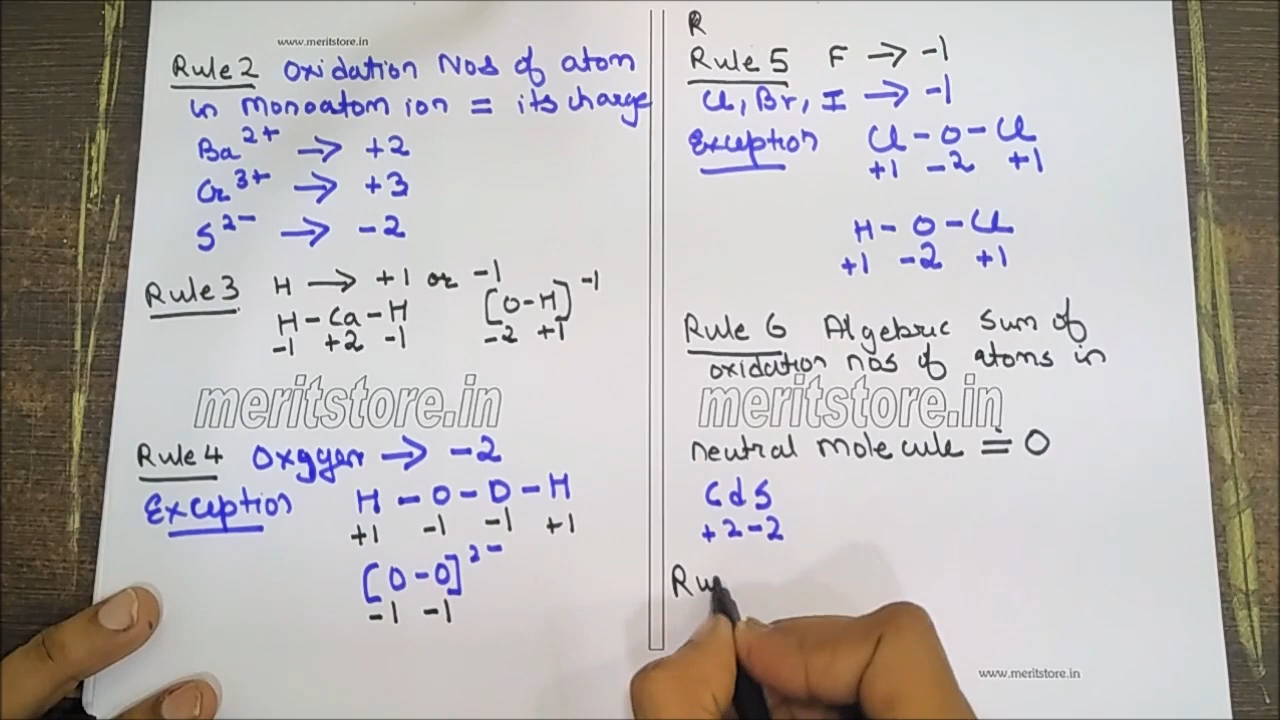 www.meritstore.in
Rule 2 Oxidation Nos of atom
in monoatom ion = its charge
Ba2+ → +2
Cr3+ → +3
S2- → -2
Rule 3 H → +1 or -1
H - Ca - H [O-H]-1
-1 +2 -1 -2 +1
meritstore.in
Rule 4 Oxygen → -2
Exception H - O - O - H
+1 -1 -1 +1
[O-O]2-
-1 -1
R
Rule 5 F → -1
Cl, Br, I → -1
Exception Cl - O - Cl
+1 -2 +1
H - O - Cl
+1 -2 +1
Rule 6 Algebric Sum of
oxidation nos of atoms in
meritstore.in
neutral molecule = 0
CdS
+2-2
Ru
www.meritstore.in